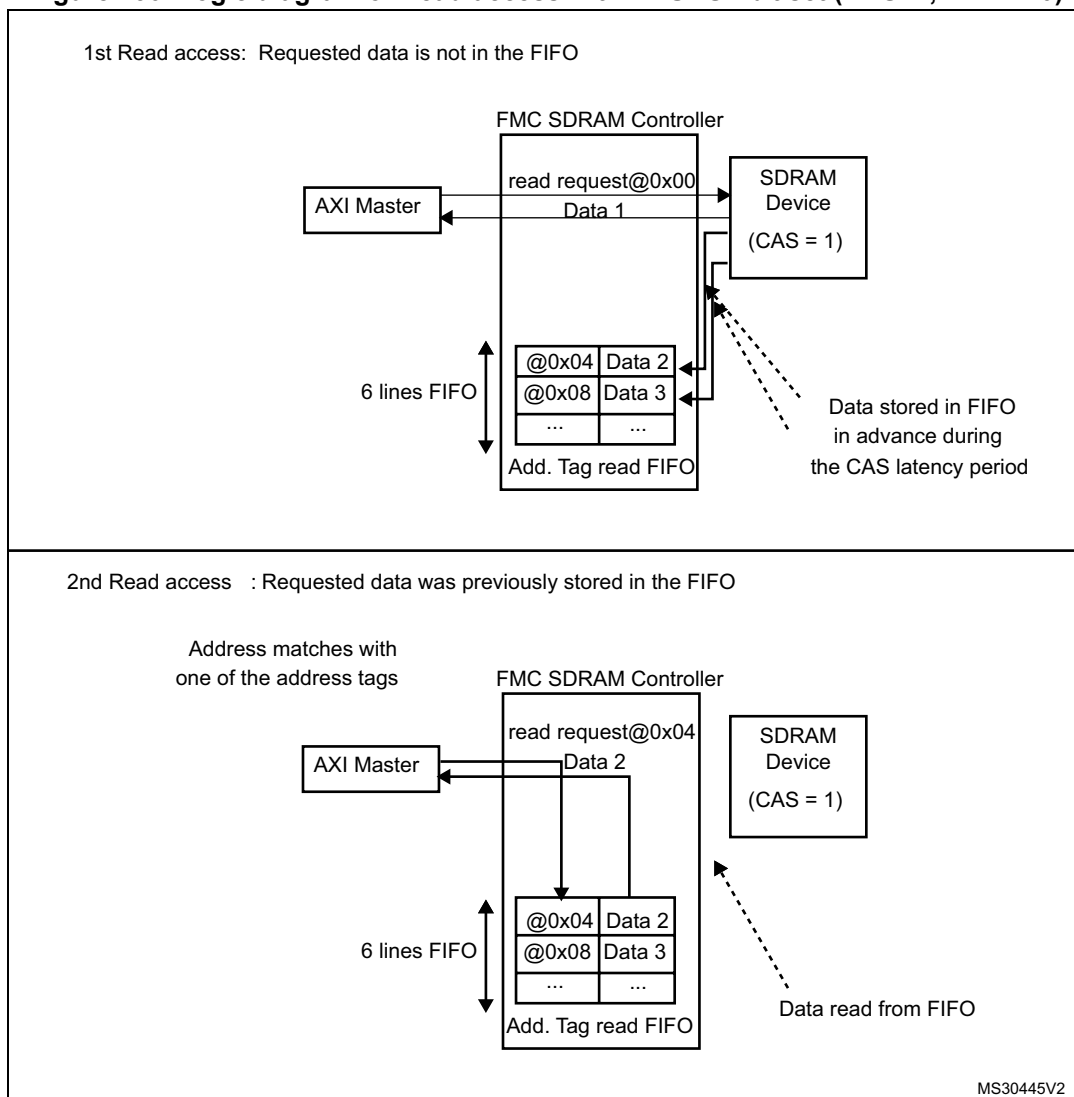 1st Read access: Requested data is not in the FIFO
FMC SDRAM Controller
AXI Master
read request@0x00
Data 1
SDRAM
Device
(CAS = 1)
6 lines FIFO
@0x04 Data 2
@0x08 Data 3
... ...
Add. Tag read FIFO
Data stored in FIFO
in advance during
the CAS latency period
2nd Read access : Requested data was previously stored in the FIFO
Address matches with
one of the address tags
FMC SDRAM Controller
AXI Master
read request@0x04
Data 2
SDRAM
Device
(CAS = 1)
6 lines FIFO
@0x04 Data 2
@0x08 Data 3
... ...
Add. Tag read FIFO
Data read from FIFO
MS30445V2